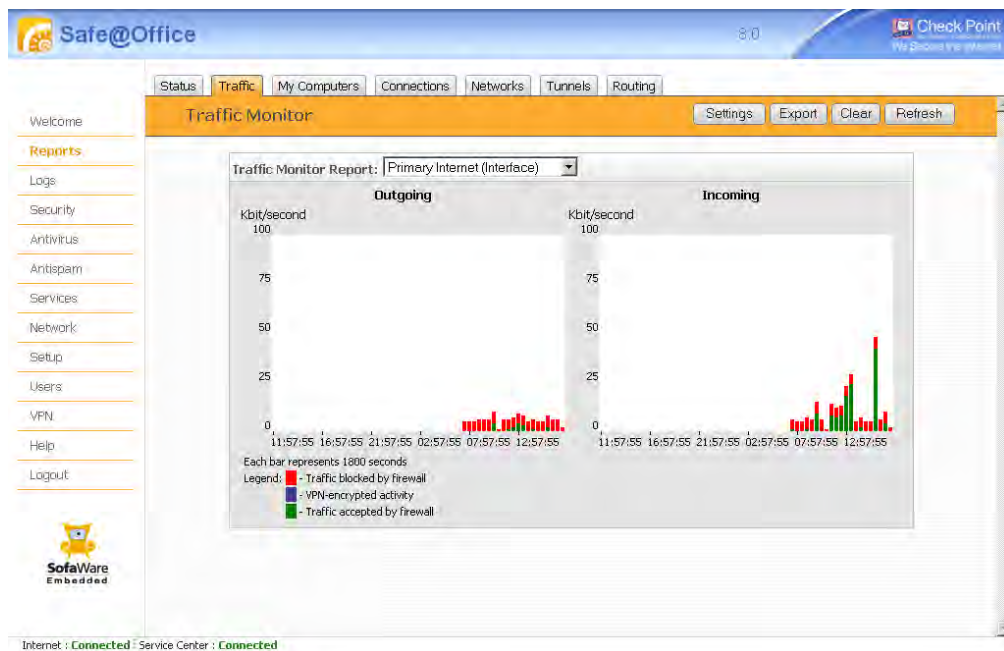 Safe@Office
8.0
Check Point
We Secure the Internet
Status Traffic My Computers Connections Networks Tunnels Routing
Traffic Monitor
Settings Export Clear Refresh
Welcome
Reports
Logs
Security
Antivirus
Antispam
Services
Network
Setup
Users
VPN
Help
Logout
SofaWare
Embedded
Traffic Monitor Report: Primary Internet (Interface)
Outgoing
Kbit/second
100
75
50
25
0
11:57:55 16:57:55 21:57:55 02:57:55 07:57:55 12:57:55
Incoming
Kbit/second
100
75
50
25
0
11:57:55 16:57:55 21:57:55 02:57:55 07:57:55 12:57:55
Each bar represents 1800 seconds
Legend: - Traffic blocked by firewall
- VPN-encrypted activity
- Traffic accepted by firewall
Internet : Connected Service Center : Connected